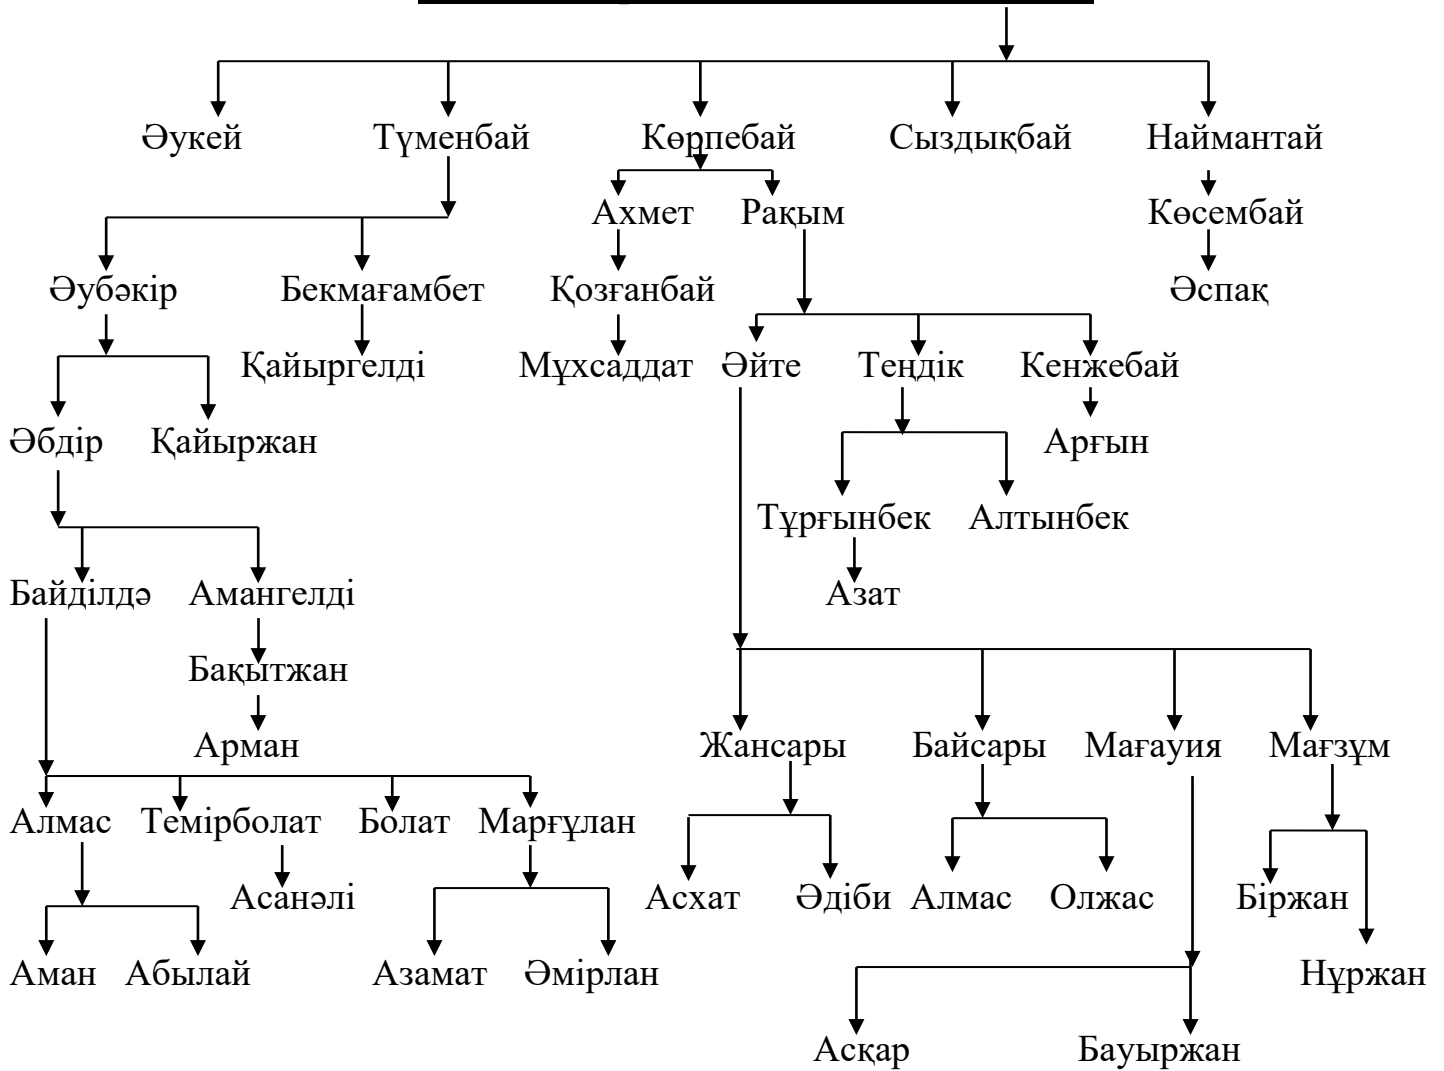 Әукей Түменбай Көрпебай Сыздықбай Наймантай
Ахмет Рақым Көсембай
Әубәкір Бекмағамбет Қозғанбай Әспақ
Қайыргелді Мұхсаддат Әйте Теңдік Кенжебай
Әбдір Қайыржан Арғын
Тұрғынбек Алтынбек
Байділдә Амангелді Азат
Бақытжан
Арман Жансары Байсары Мағауия Мағзұм
Алмас Темірболат Болат Марғұлан
Асанәлі Асхат Әдіби Алмас Олжас Біржан
Аман Абылай Азамат Әмірлан Нұржан
Асқар Бауыржан